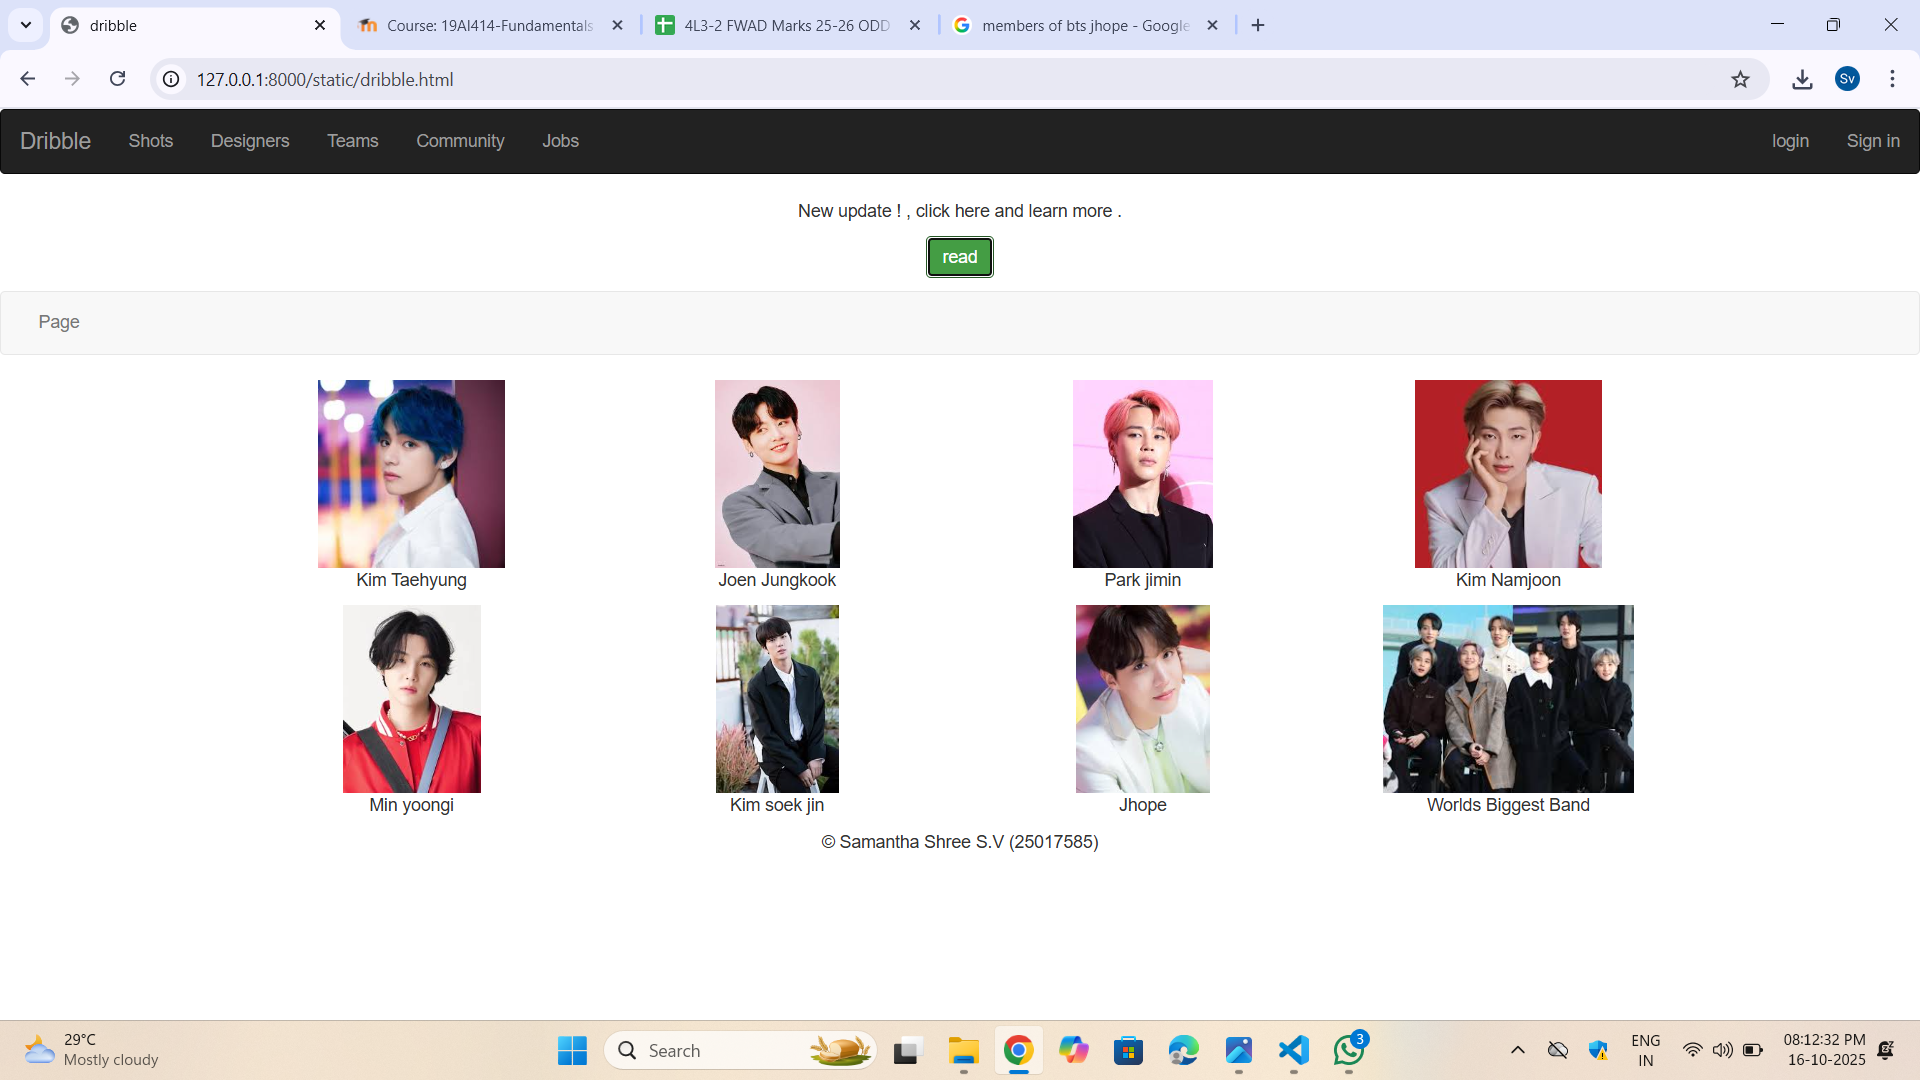 dribble
Course: 19AI414-Fundamentals
4L3-2 FWAD Marks 25-26 ODD
members of bts jhope - Google
127.0.0.1:8000/static/dribble.html
Sv
Dribble Shots Designers Teams Community Jobs login Sign in
New update ! , click here and learn more .
read
Page
Kim Taehyung Joen Jungkook Park jimin Kim Namjoon
Min yoongi Kim soek jin Jhope Worlds Biggest Band
© Samantha Shree S.V (25017585)
29°C
Mostly cloudy
Search
3
ENG
IN
08:12:32 PM
16-10-2025